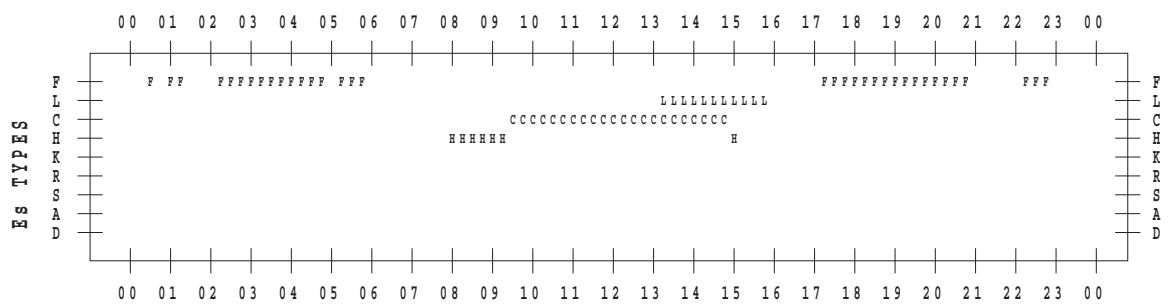 00 01 02 03 04 05 06 07 08 09 10 11 12 13 14 15 16 17 18 19 20 21 22 23 00
F F FF FFFFFFFFFFF FFF FFFFFFFFFFFFFFF FFF F
L LLLLLLLLLLL L
C CCCCCCCCCCCCCCCCCCCCCC C
H HHHHHH H H
K K
R R
S S
A A
D D
Es TYPES
00 01 02 03 04 05 06 07 08 09 10 11 12 13 14 15 16 17 18 19 20 21 22 23 00